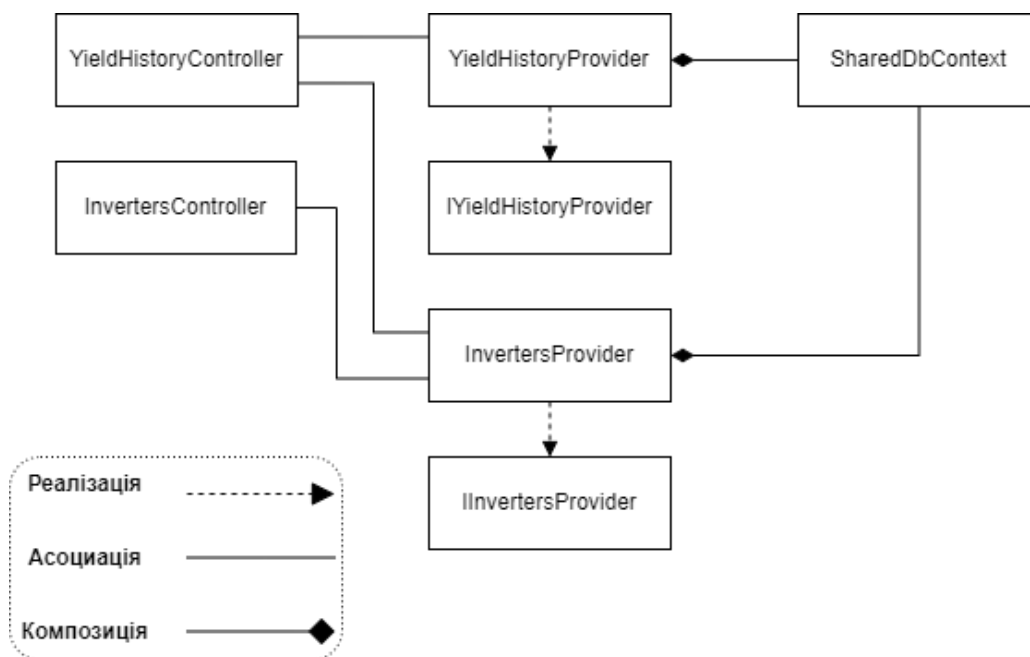 YieldHistoryController
YieldHistoryProvider
SharedDbContext
InvertersController
IYieldHistoryProvider
InvertersProvider
IInvertersProvider
Реалізація
Асоциація
Композиція